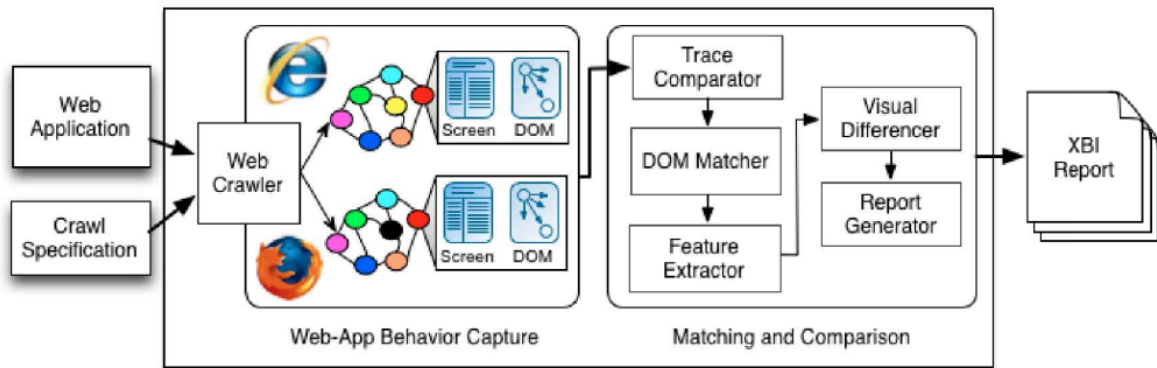 Web
Application
Crawl
Specification
Web
Crawler
Screen
DOM
Screen
DOM
Web-App Behavior Capture
Trace
Comparator
DOM Matcher
Feature
Extractor
Visual
Differencer
Report
Generator
Matching and Comparison
XBI
Report